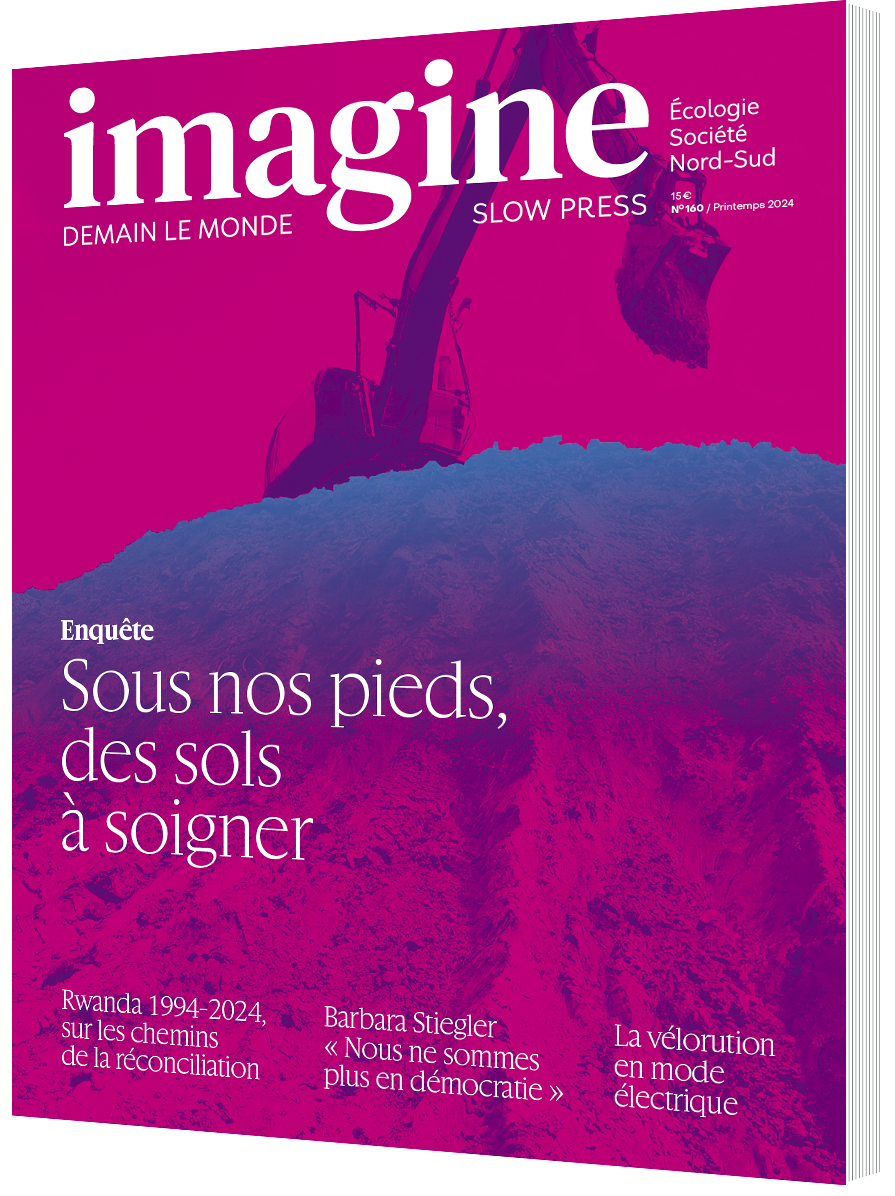 imagine
DEMAIN LE MONDE
SLOW PRESS
Écologie
Société
Nord-Sud
15 €
Nº 160 / Printemps 2024
Enquête
Sous nos pieds,
des sols
à soigner
Rwanda 1994-2024,
sur les chemins
de la réconciliation
Barbara Stiegler
« Nous ne sommes
plus en démocratie »
La vélorution
en mode
électrique